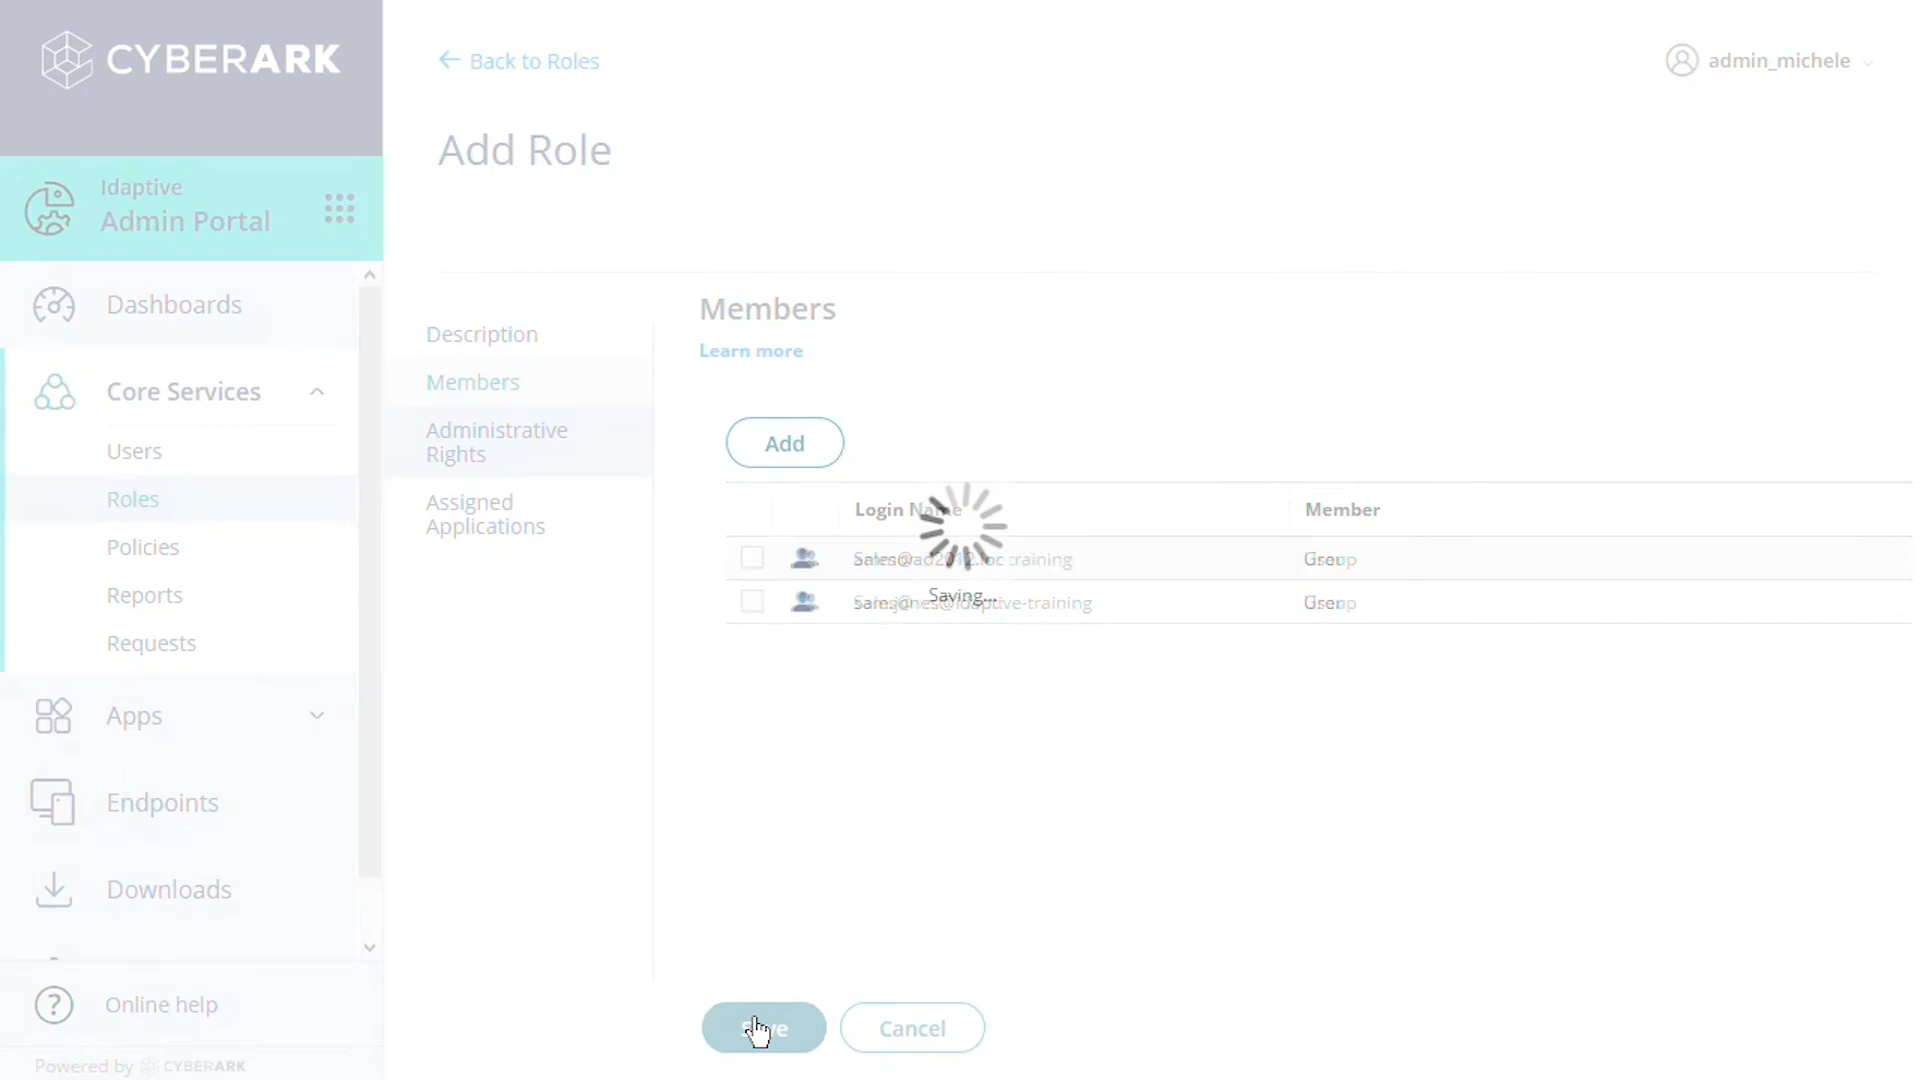 CYBERARK
Back to Roles
admin_michele
Add Role
Idaptive
Admin Portal
Dashboards
Core Services
Users
Roles
Policies
Reports
Requests
Apps
Endpoints
Downloads
Online help
Powered by CYBERARK
Description
Members
Administrative
Rights
Assigned
Applications
Members
Learn more
Add
Login Name Member
Saving...
Save Cancel